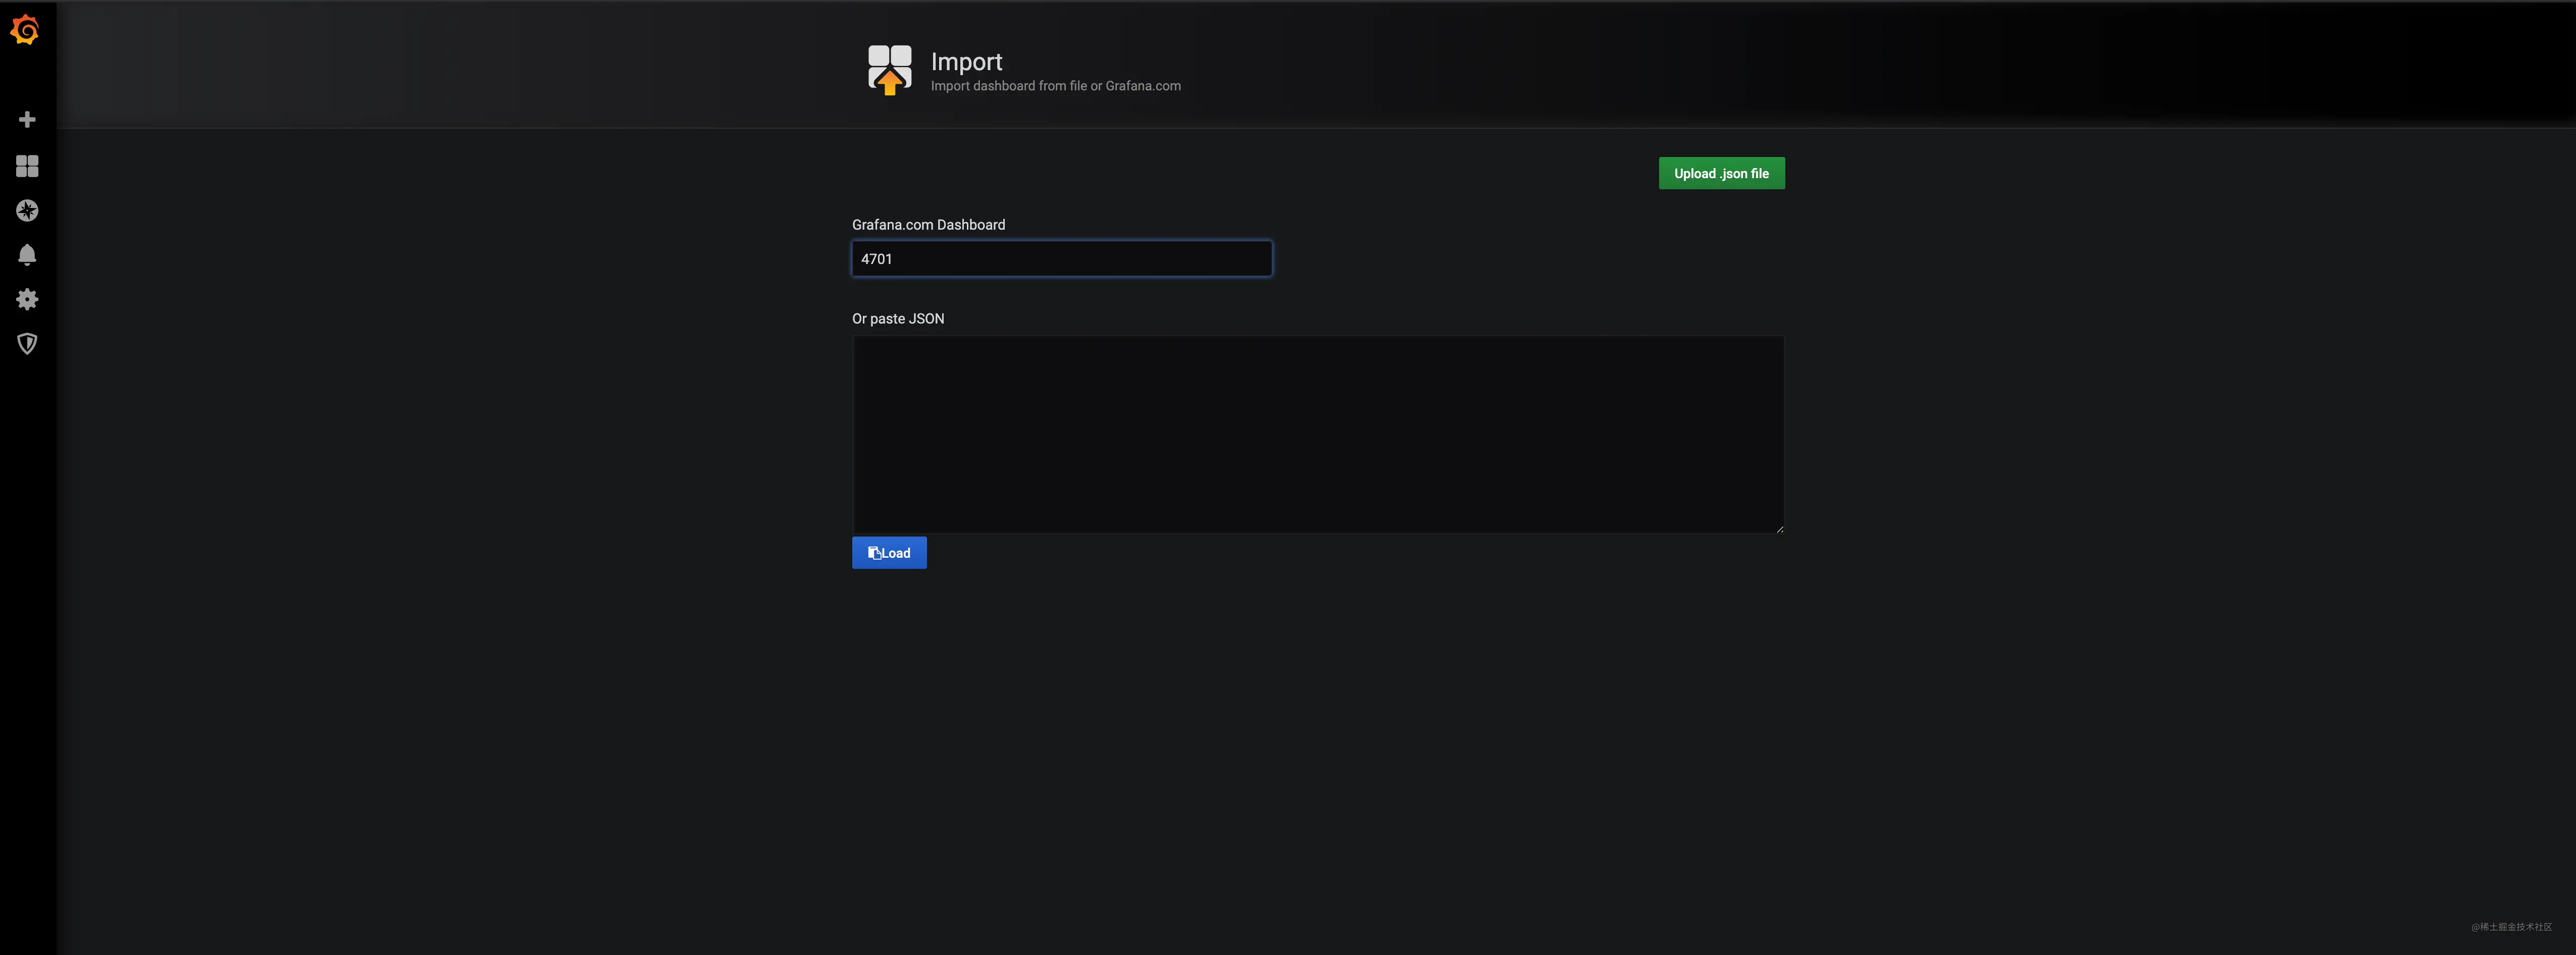 Import
Import dashboard from file or Grafana.com
Upload .json file
Grafana.com Dashboard
4701
Or paste JSON
Load
@稀土掘金技术社区